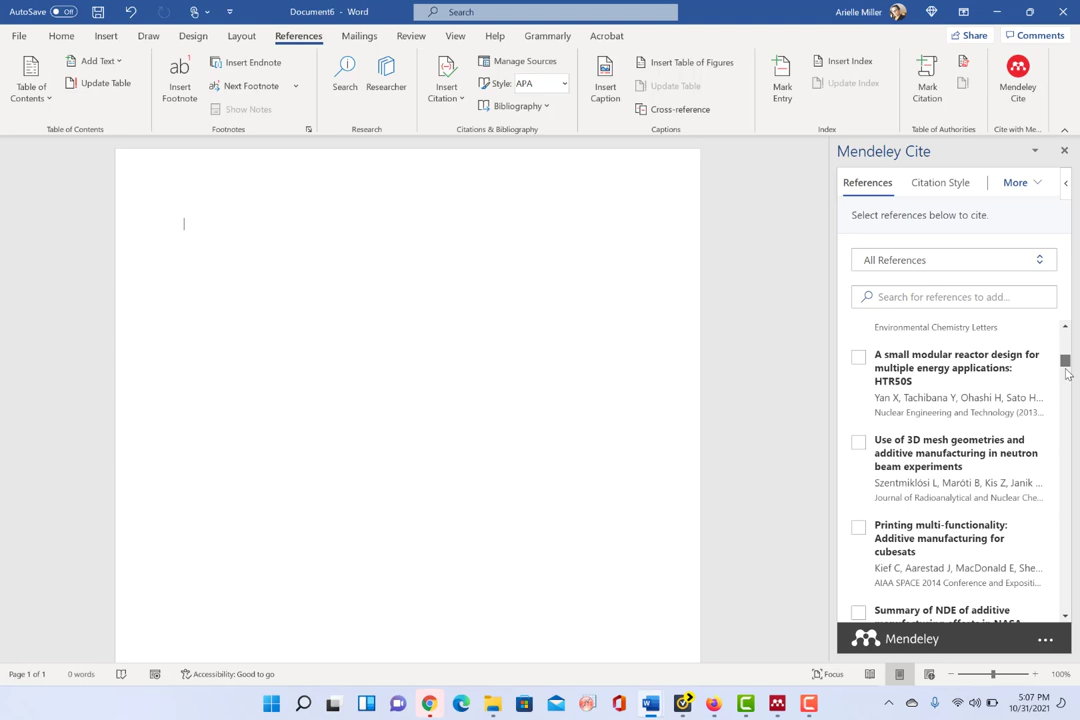 AutoSave Off Document6 - Word Search Arielle Miller
File Home Insert Draw Design Layout References Mailings Review View Help Grammarly Acrobat Share Comments
Table of Contents
Add Text
Update Table
Table of Contents
ab1
Insert Footnote
Insert Endnote
Next Footnote
Show Notes
Footnotes
Search
Researcher
Research
Insert Citation
Manage Sources
Style: APA
Bibliography
Citations & Bibliography
Insert Caption
Insert Table of Figures
Update Table
Cross-reference
Captions
Mark Entry
Insert Index
Update Index
Index
Mark Citation
Table of Authorities
Mendeley Cite
Cite with Me...
Mendeley Cite
References Citation Style More
Select references below to cite.
All References
Search for references to add...
Environmental Chemistry Letters
A small modular reactor design for
multiple energy applications:
HTR50S
Yan X, Tachibana Y, Ohashi H, Sato H...
Nuclear Engineering and Technology (2013...
Use of 3D mesh geometries and
additive manufacturing in neutron
beam experiments
Szentmiklósi L, Maróti B, Kis Z, Janik ...
Journal of Radioanalytical and Nuclear Che...
Printing multi-functionality:
Additive manufacturing for
cubesats
Kief C, Aarestad J, MacDonald E, She...
AIAA SPACE 2014 Conference and Expositi...
Summary of NDE of additive
manufacturing efforts in NASA
Mendeley
Page 1 of 1 0 words Accessibility: Good to go Focus 100%
5:07 PM
10/31/2021